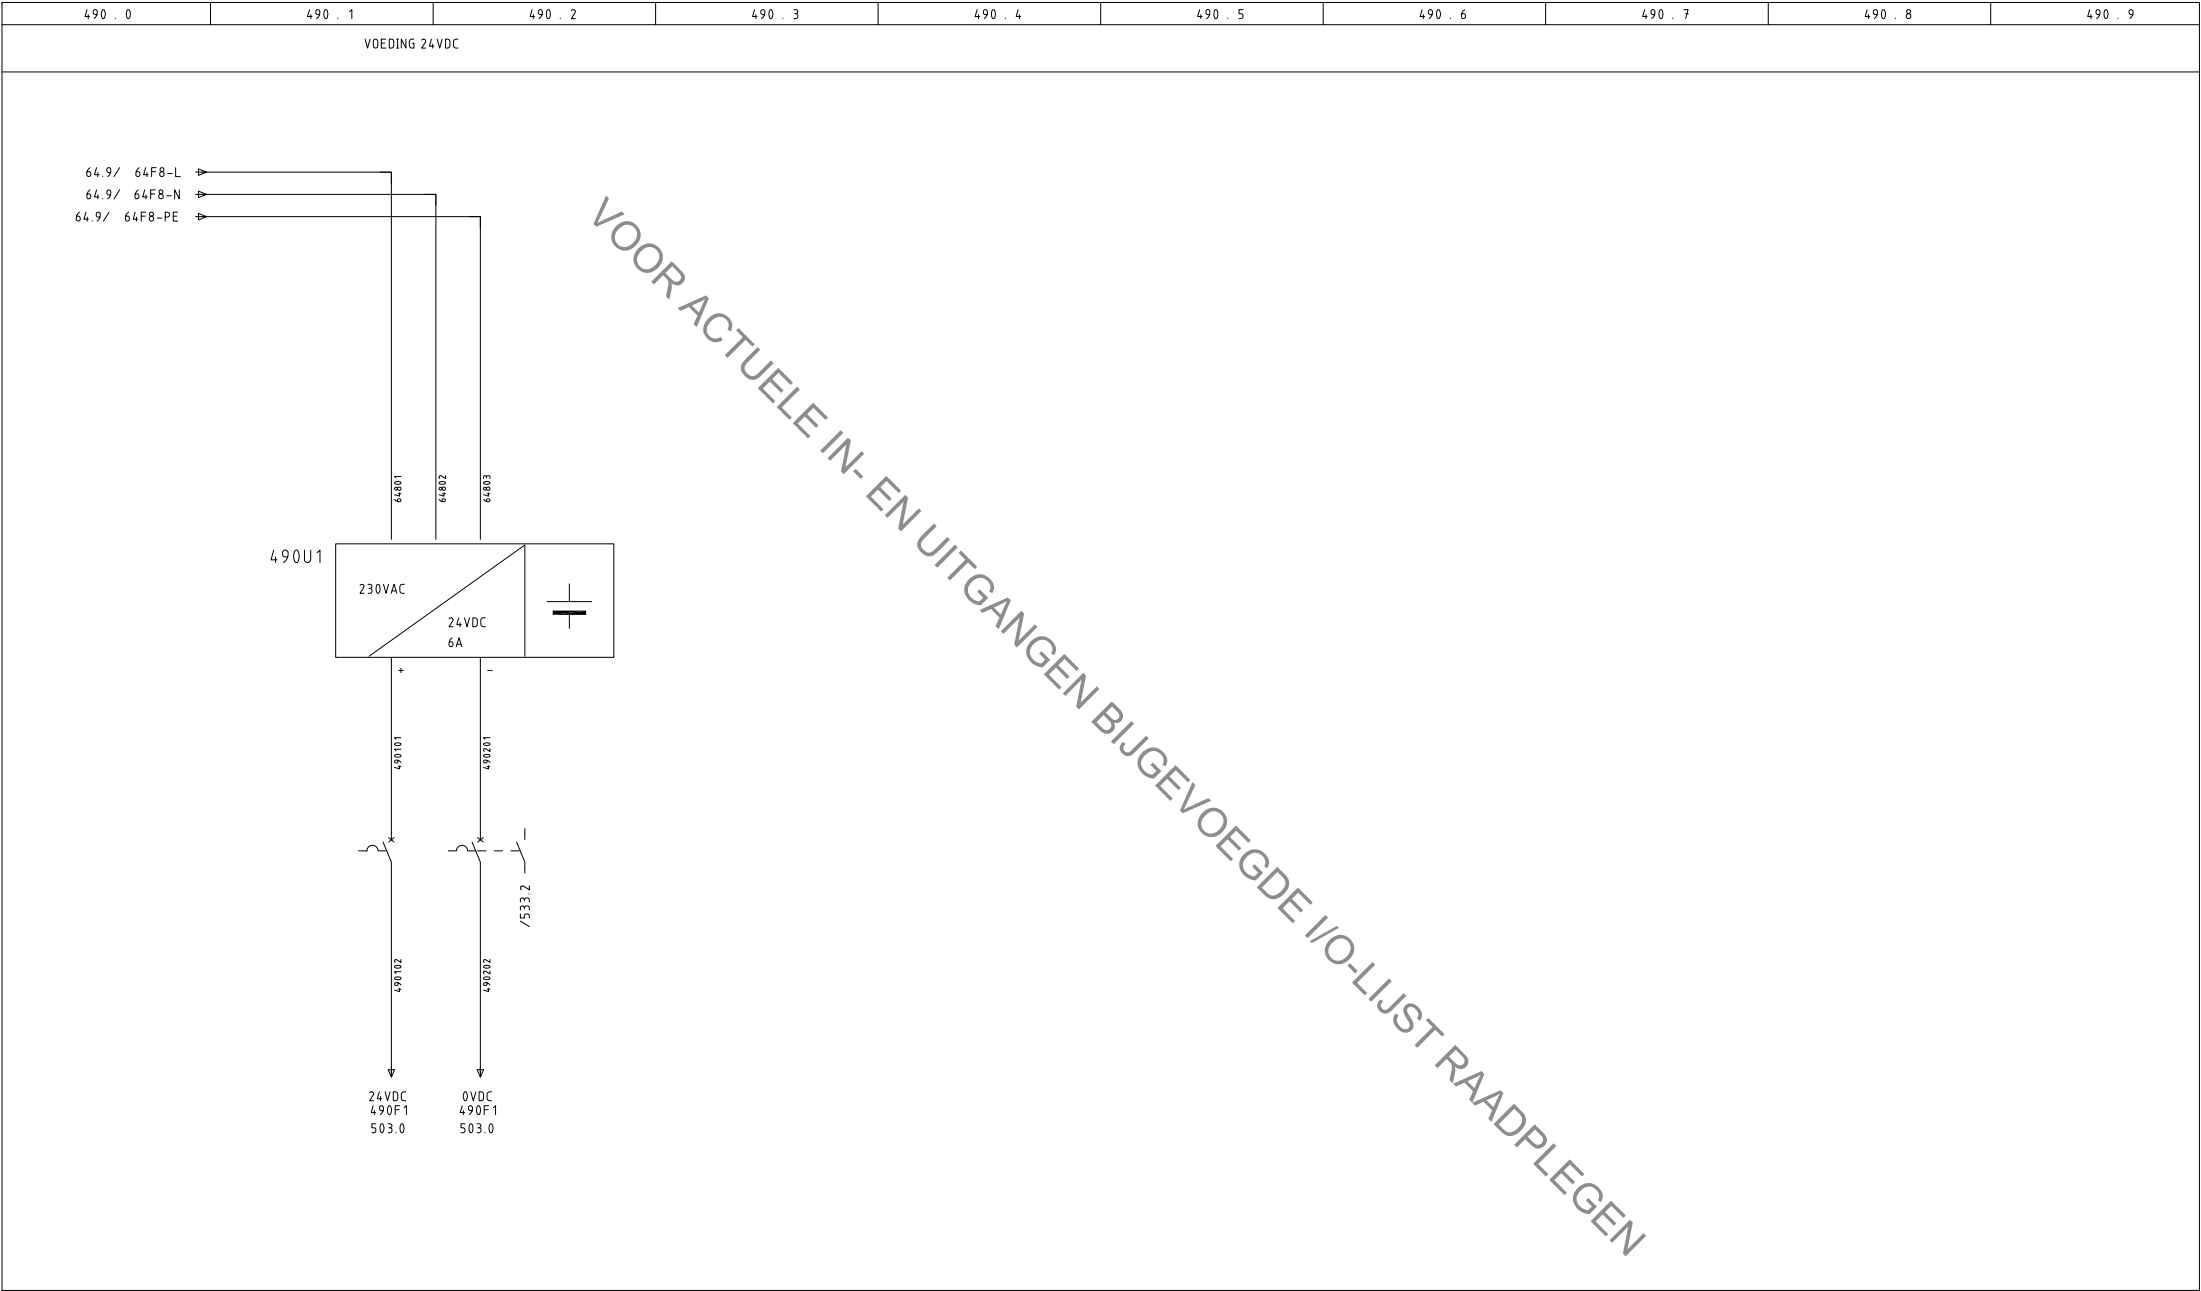 490 . 0 490 . 1 490 . 2 490 . 3 490 . 4 490 . 5 490 . 6 490 . 7 490 . 8 490 . 9
VOEDING 24VDC
64.9/ 64F8-L
64.9/ 64F8-N
64.9/ 64F8-PE
VOOR ACTUELE IN- EN UITGANGEN BIJGEVOEGDE I/O-LIJST RAADPLEGEN
64801 64802 64803
490U1
230VAC
24VDC
6A
+ -
490101 490201
/533.2
490102 490202
24VDC 0VDC
490F1 490F1
503.0 503.0